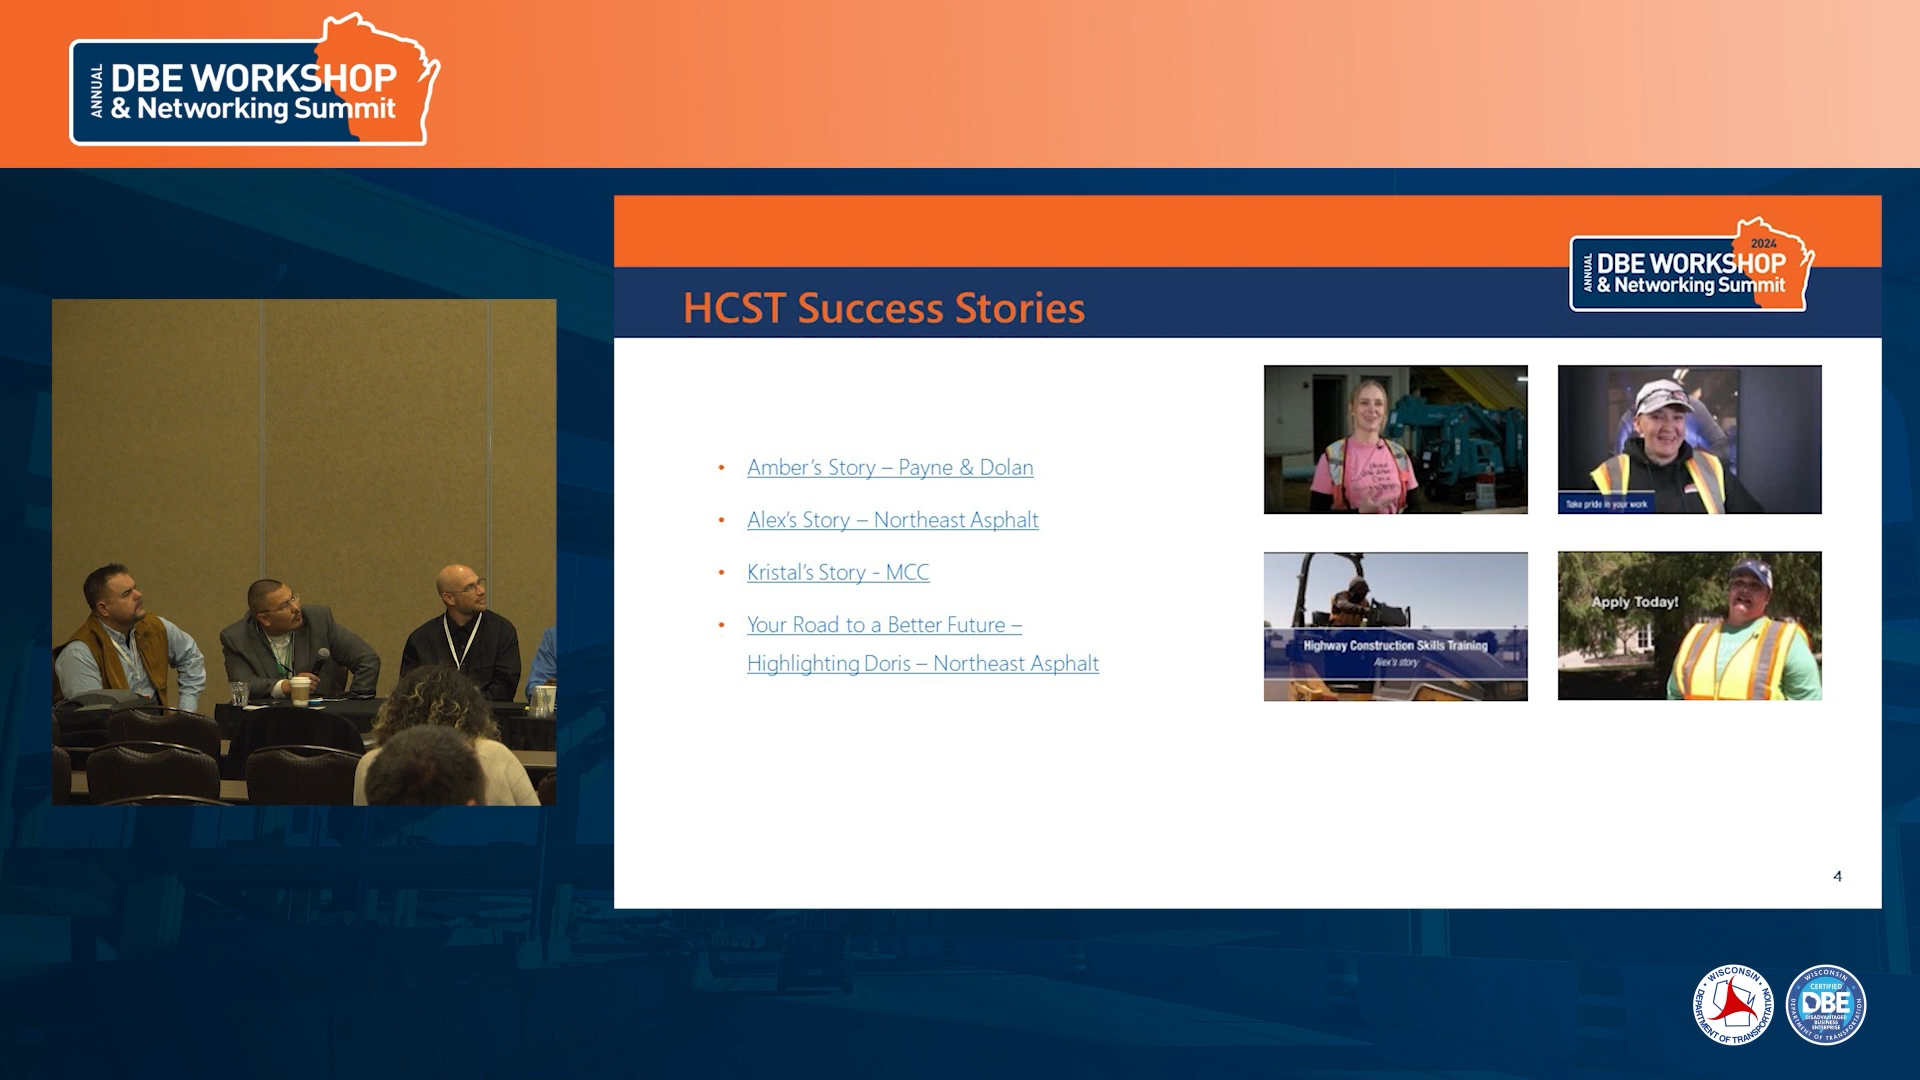 ANNUAL
DBE WORKSHOP
& Networking Summit
2024
ANNUAL
DBE WORKSHOP
& Networking Summit
HCST Success Stories
• Amber's Story – Payne & Dolan
• Alex's Story – Northeast Asphalt
• Kristal's Story - MCC
• Your Road to a Better Future –
Highlighting Doris – Northeast Asphalt
Take pride in your work
Highway Construction Skills Training
Alex's story
Apply Today!
4
WISCONSIN
DEPARTMENT OF TRANSPORTATION
WISCONSIN
CERTIFIED
DBE
DISADVANTAGED
BUSINESS
ENTERPRISE
DEPARTMENT OF TRANSPORTATION